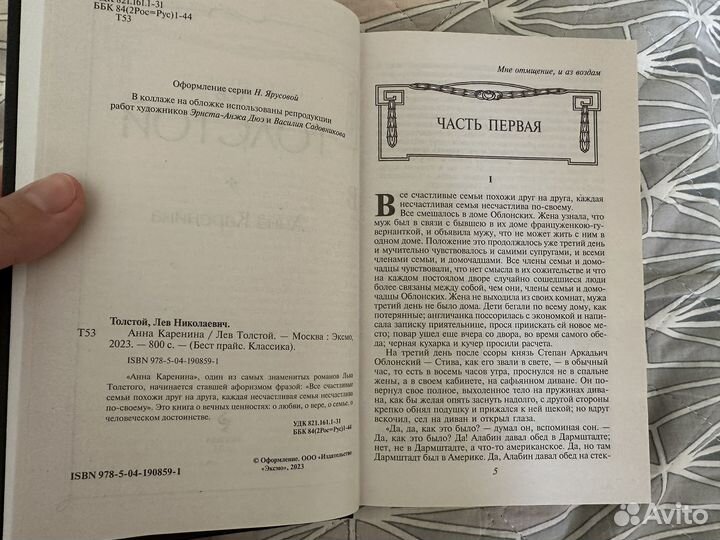 УДК 821.161.1-31
ББК 84(2Рос=Рус)1-44
Т53
Оформление серии Н. Ярусовой
В коллаже на обложке использованы репродукции
работ художников Эрнста-Анжа Дюэ и Василия Садовникова
Толстой, Лев Николаевич.
Т53 Анна Каренина / Лев Толстой. — Москва : Эксмо,
2023. — 800 с. — (Бест прайс. Классика).
ISBN 978-5-04-190859-1
«Анна Каренина», один из самых знаменитых романов Льва
Толстого, начинается ставшей афоризмом фразой: «Все счастливые
семьи похожи друг на друга, каждая несчастливая семья несчастлива
по-своему». Это книга о вечных ценностях: о любви, о вере, о семье, о
человеческом достоинстве.
УДК 821.161.1-31
ББК 84(2Рос=Рус)1-44
© Оформление. ООО «Издательство
«Эксмо», 2023
ISBN 978-5-04-190859-1
Мне отмщение, и аз воздам
ЧАСТЬ ПЕРВАЯ
I
Все счастливые семьи похожи друг на друга, каждая
несчастливая семья несчастлива по-своему.
Все смешалось в доме Облонских. Жена узнала, что
муж был в связи с бывшею в их доме француженкою-гу-
вернанткой, и объявила мужу, что не может жить с ним в
одном доме. Положение это продолжалось уже третий день
и мучительно чувствовалось и самими супругами, и всеми
членами семьи, и домочадцами. Все члены семьи и домо-
чадцы чувствовали, что нет смысла в их сожительстве и что
на каждом постоялом дворе случайно сошедшиеся люди
более связаны между собой, чем они, члены семьи и домо-
чадцы Облонских. Жена не выходила из своих комнат, мужа
третий день не было дома. Дети бегали по всему дому, как
потерянные; англичанка поссорилась с экономкой и напи-
сала записку приятельнице, прося приискать ей новое ме-
сто; повар ушел еще вчера со двора, во время самого обе-
да; черная кухарка и кучер просили расчета.
На третий день после ссоры князь Степан Аркадьич
Облонский — Стива, как его звали в свете, — в обычный
час, то есть в восемь часов утра, проснулся не в спальне
жены, а в своем кабинете, на сафьянном диване. Он по-
вернул свое полное, выхоленное тело на пружинах дива-
на, как бы желая опять заснуть надолго, с другой стороны
крепко обнял подушку и прижался к ней щекой; но вдруг
вскочил, сел на диван и открыл глаза.
«Да, да, как это было? — думал он, вспоминая сон. —
Да, как это было? Да! Алабин давал обед в Дармштадте;
нет, не в Дармштадте, а что-то американское. Да, но там
Дармштадт был в Америке. Да, Алабин давал обед на стек-
5
Avito